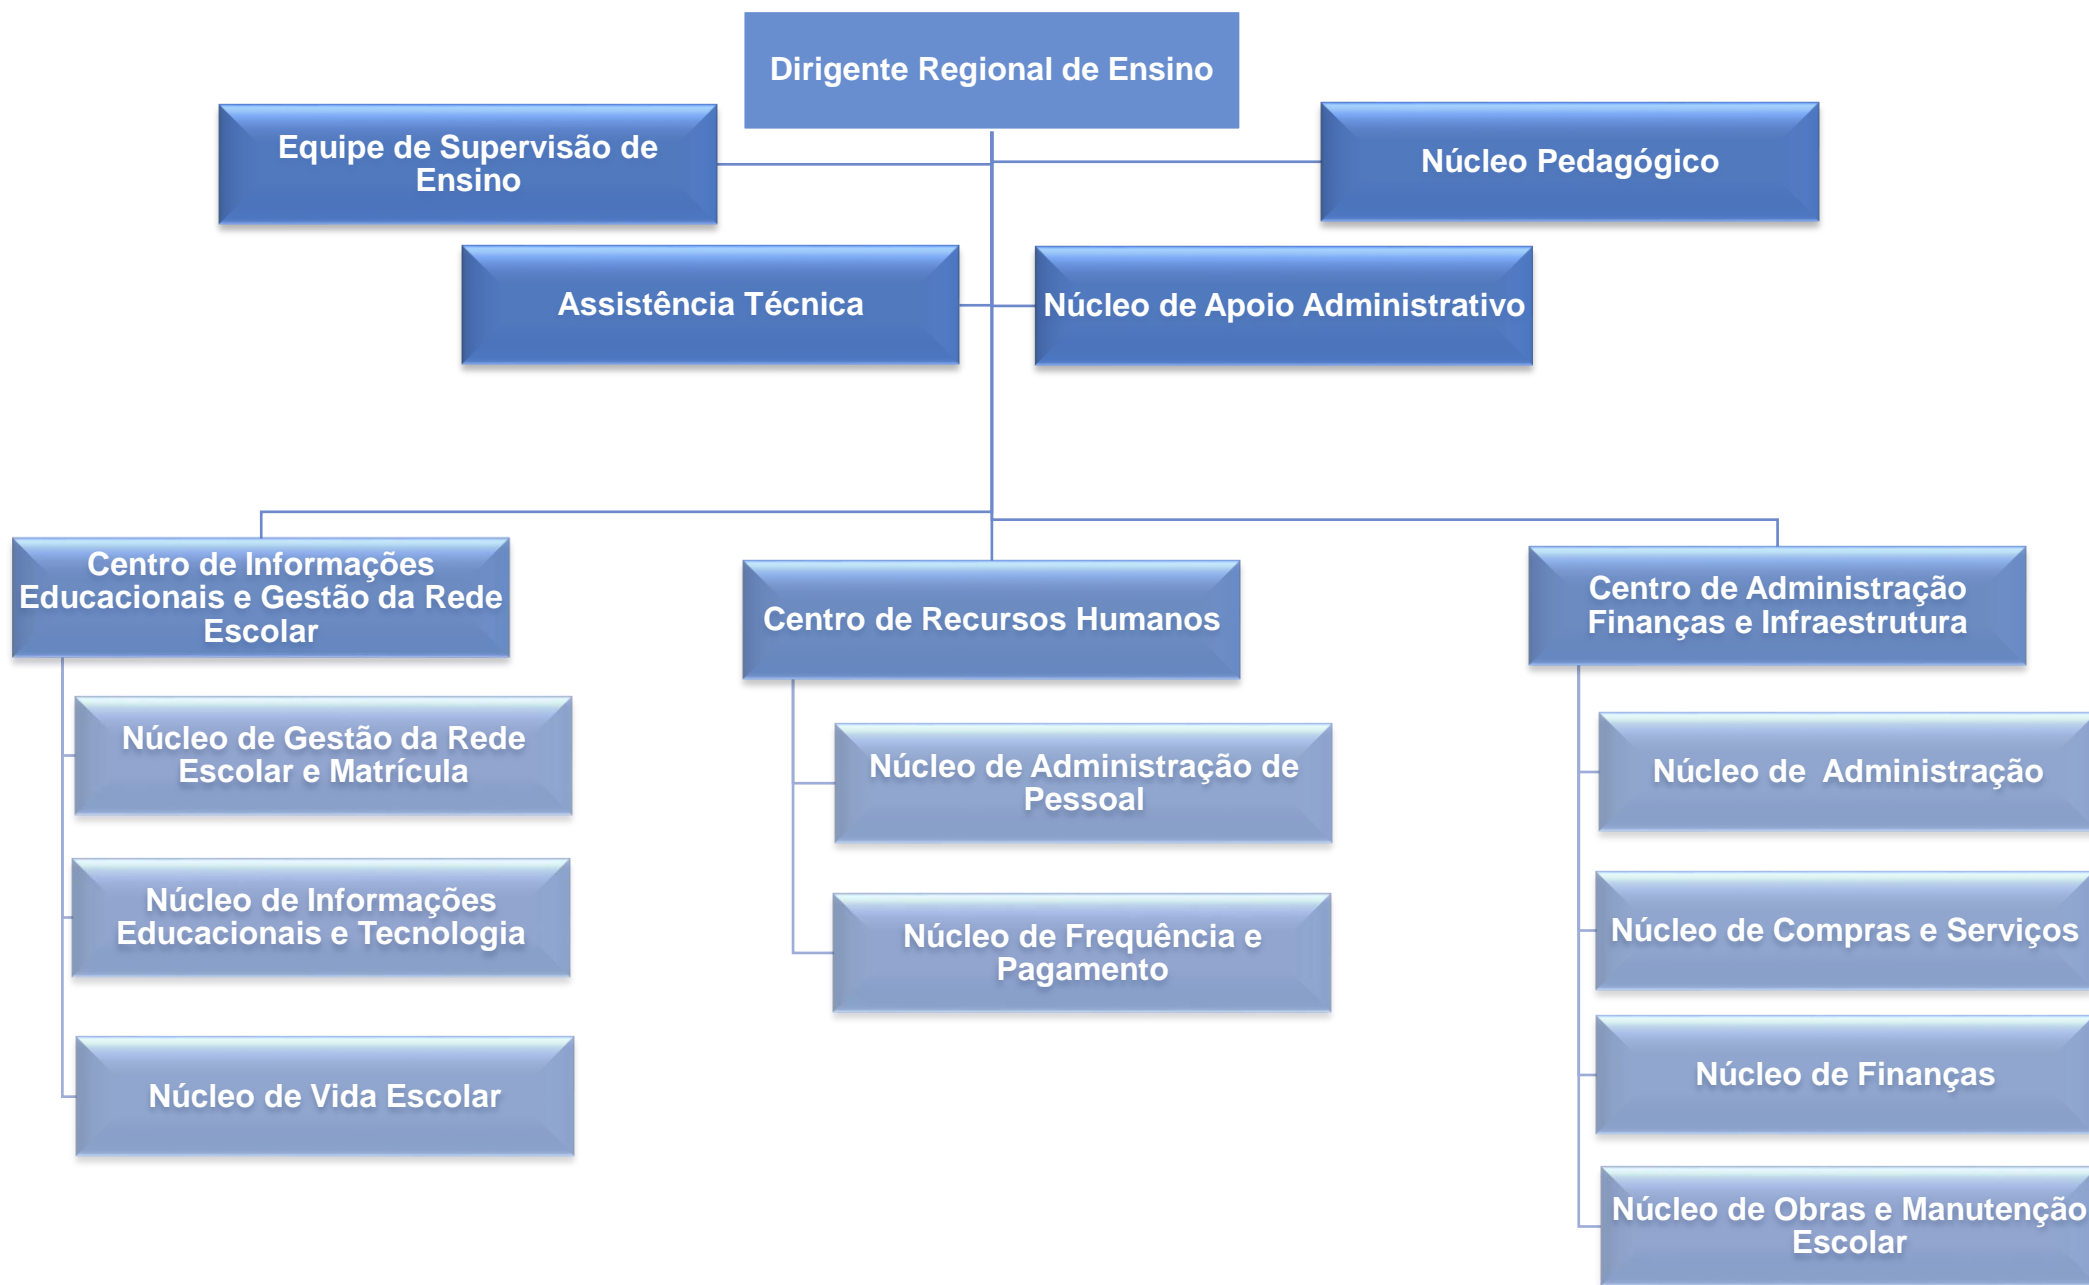 Dirigente Regional de Ensino
Equipe de Supervisão de
Ensino
Núcleo Pedagógico
Assistência Técnica
Núcleo de Apoio Administrativo
Centro de Informações
Educacionais e Gestão da Rede
Escolar
Núcleo de Gestão da Rede
Escolar e Matrícula
Núcleo de Informações
Educacionais e Tecnologia
Núcleo de Vida Escolar
Centro de Recursos Humanos
Núcleo de Administração de
Pessoal
Núcleo de Frequência e
Pagamento
Centro de Administração
Finanças e Infraestrutura
Núcleo de  Administração
Núcleo de Compras e Serviços
Núcleo de Finanças
Núcleo de Obras e Manutenção
Escolar